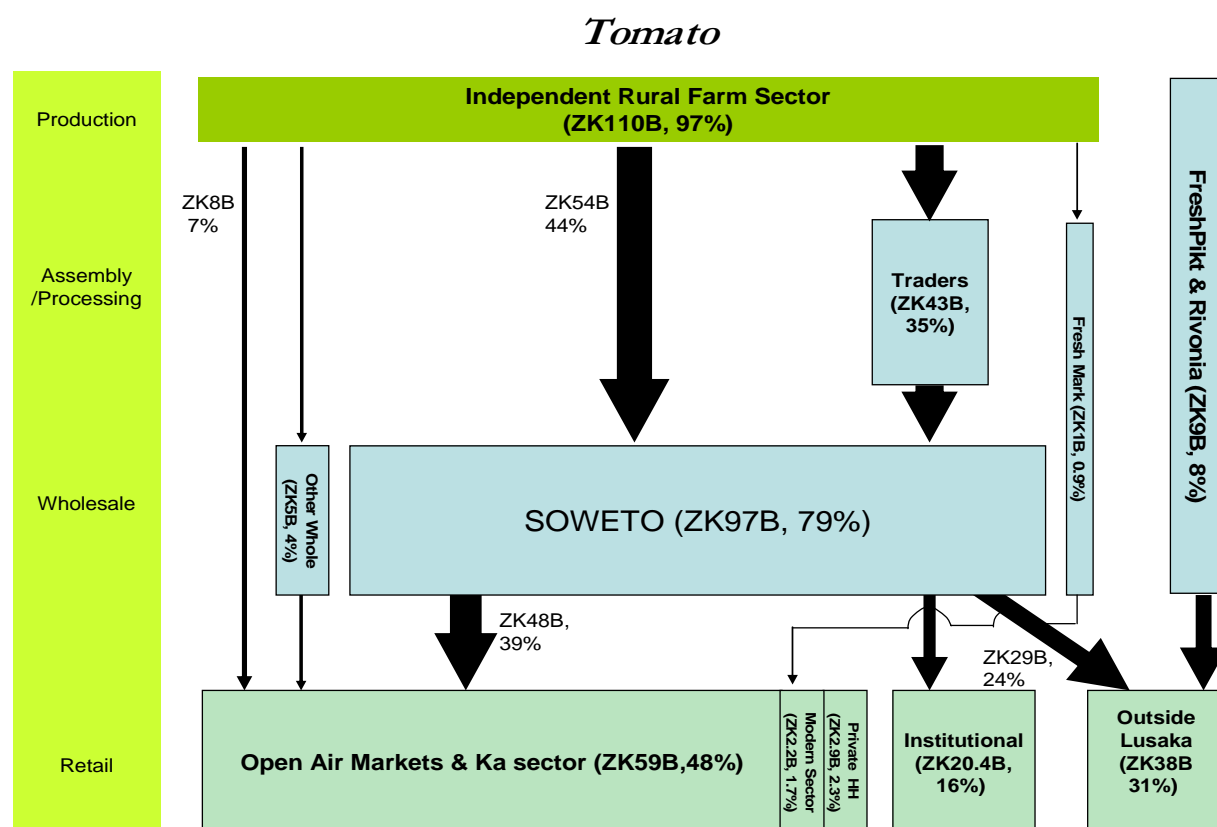 Tomato
Production
Independent Rural Farm Sector
(ZK110B, 97%)
ZK8B
7%
ZK54B
44%
Assembly
/Processing
Traders
(ZK43B,
35%)
Fresh Mark (ZK1B, 0.9%)
FreshPikt & Rivonia (ZK9B, 8%)
Wholesale
Other Whole
(ZK5B, 4%)
SOWETO (ZK97B, 79%)
ZK48B,
39%
ZK29B,
24%
Retail
Open Air Markets & Ka sector (ZK59B,48%)
Modern Sector
(ZK2.2B, 1.7%)
Private HH
(ZK2.9B, 2.3%)
Institutional
(ZK20.4B,
16%)
Outside
Lusaka
(ZK38B
31%)